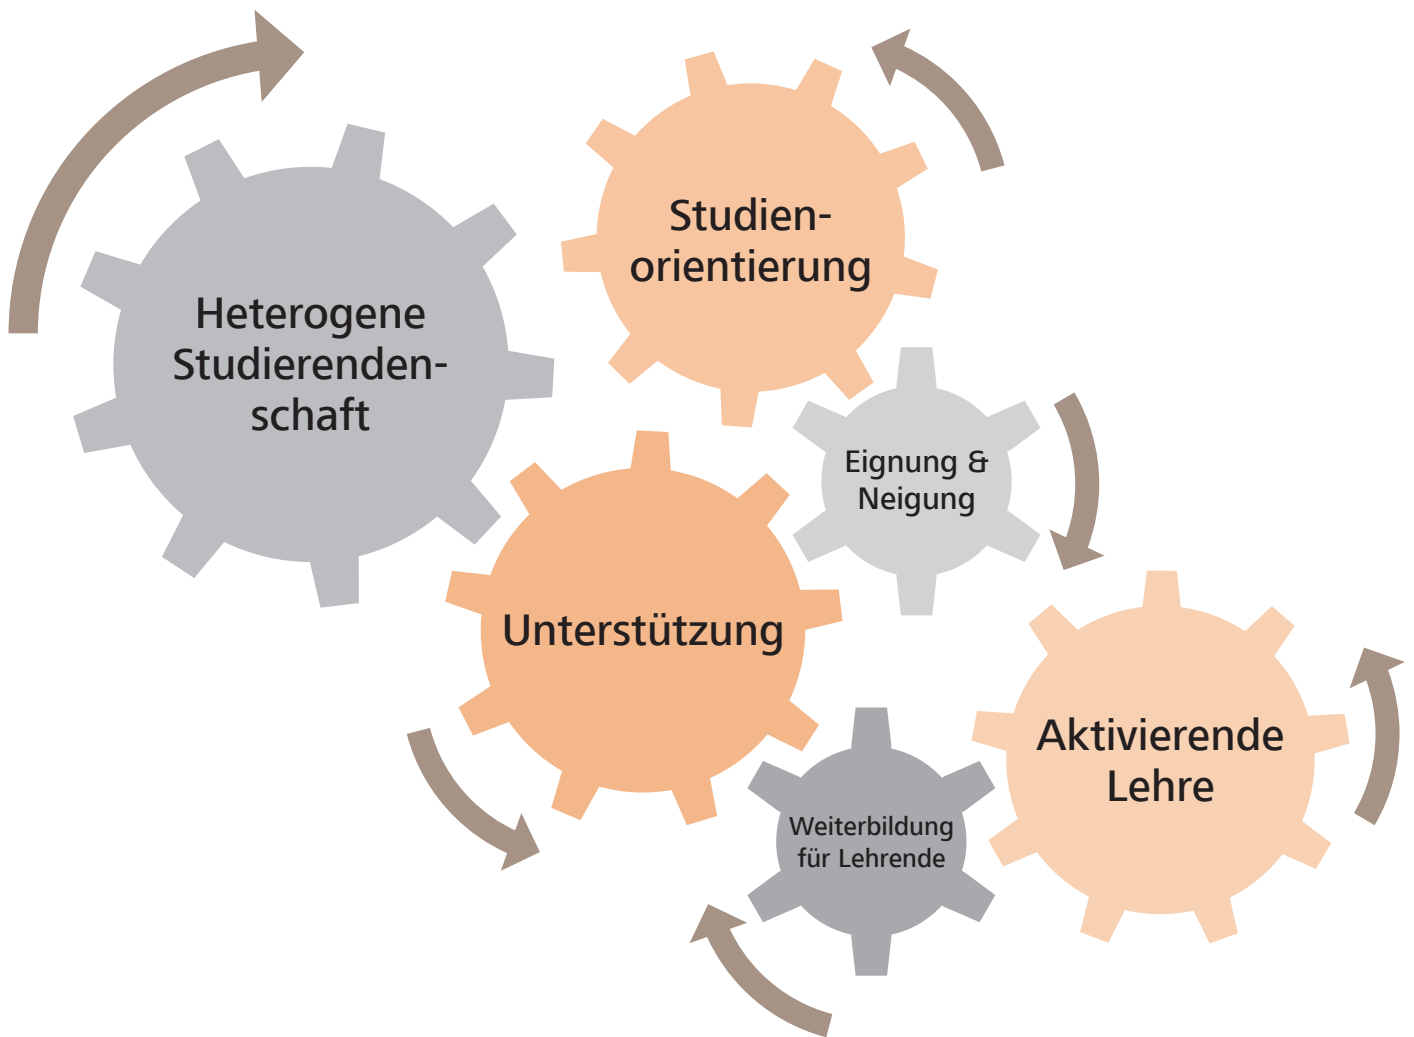 Studien-
orientierung
Heterogene
Studierenden-
schaft
Eignung &
Neigung
Unterstützung
Aktivierende
Lehre
Weiterbildung
für Lehrende